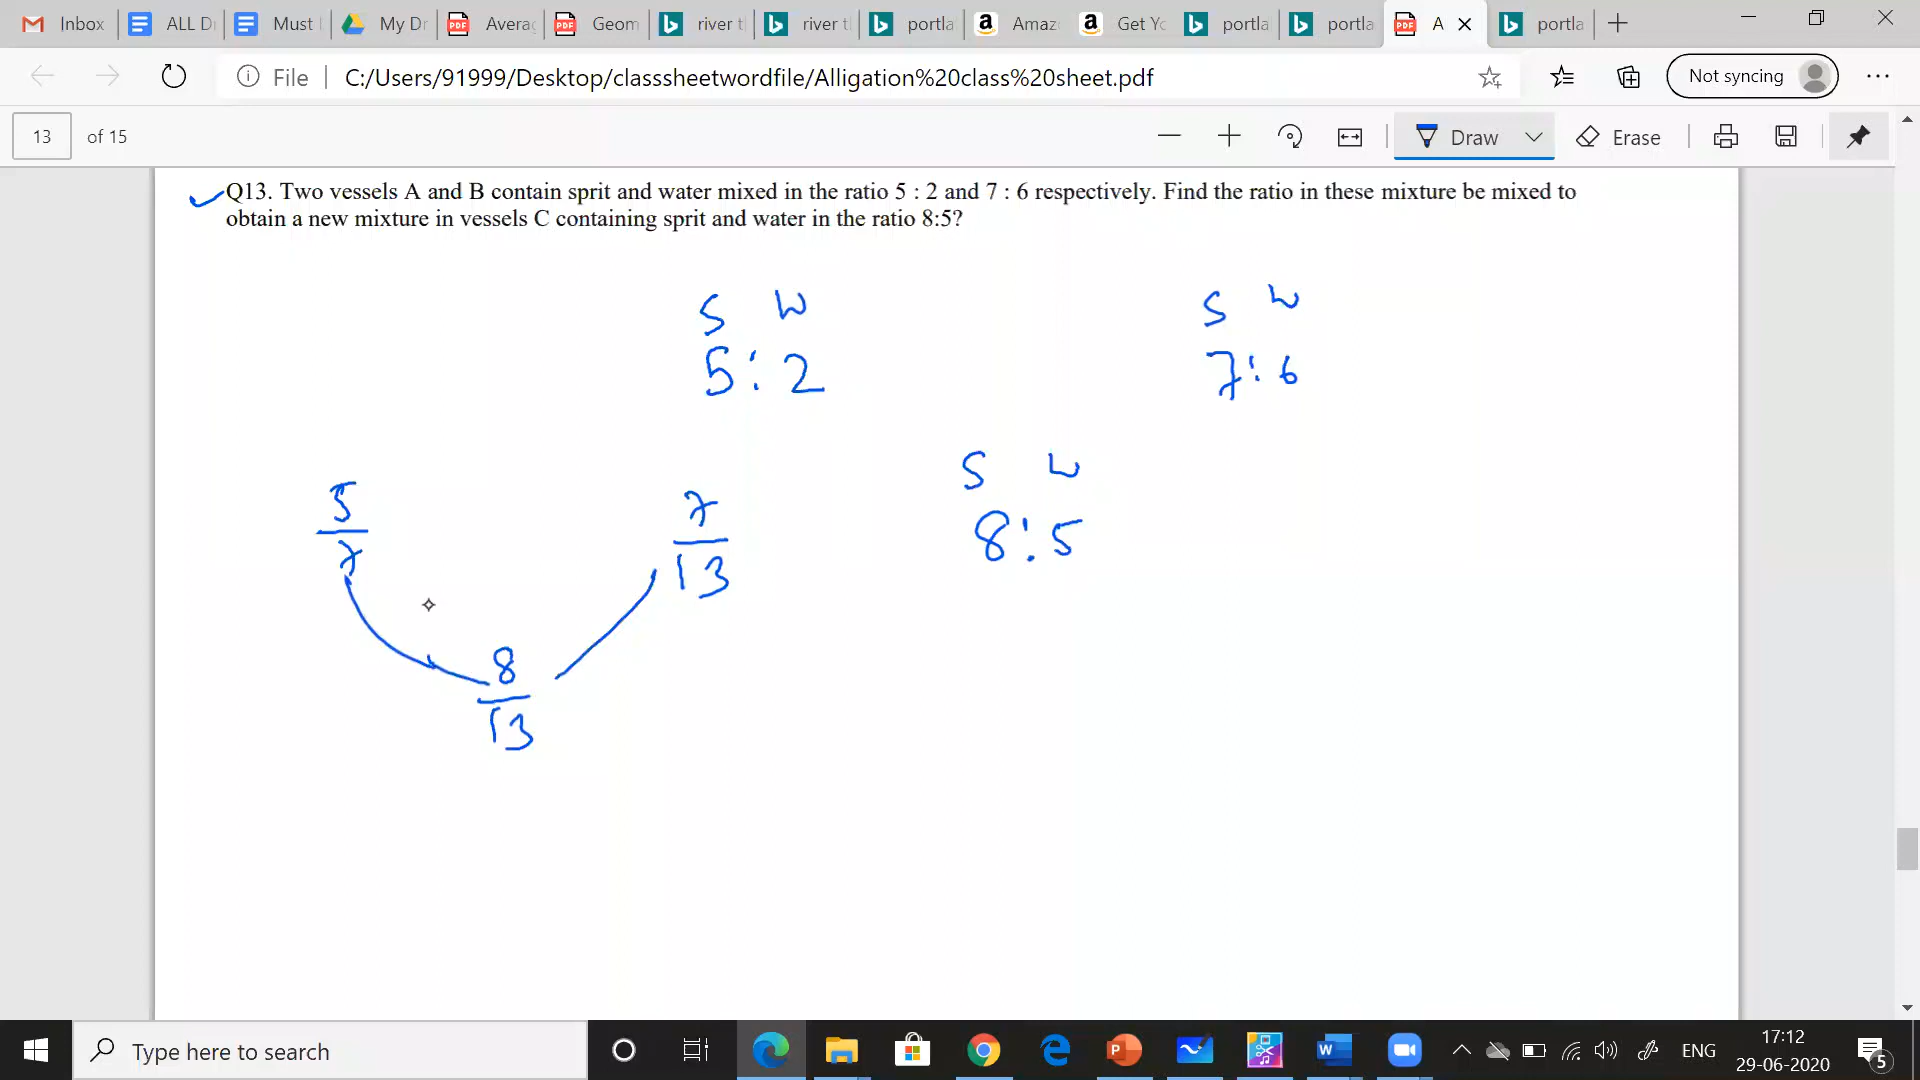 Inbox ALL D Must My Dr Avera Geom river t river t portla Amaz Get Yo portla portla A portla
File C:/Users/91999/Desktop/classsheetwordfile/Alligation%20class%20sheet.pdf Not syncing
13 of 15 Draw Erase
Q13. Two vessels A and B contain sprit and water mixed in the ratio 5 : 2 and 7 : 6 respectively. Find the ratio in these mixture be mixed to
obtain a new mixture in vessels C containing sprit and water in the ratio 8:5?
S W S W
5 : 2 7 : 6
S W
8 : 5
5/7 7/13
8/13
Type here to search
ENG
17:12
29-06-2020
5